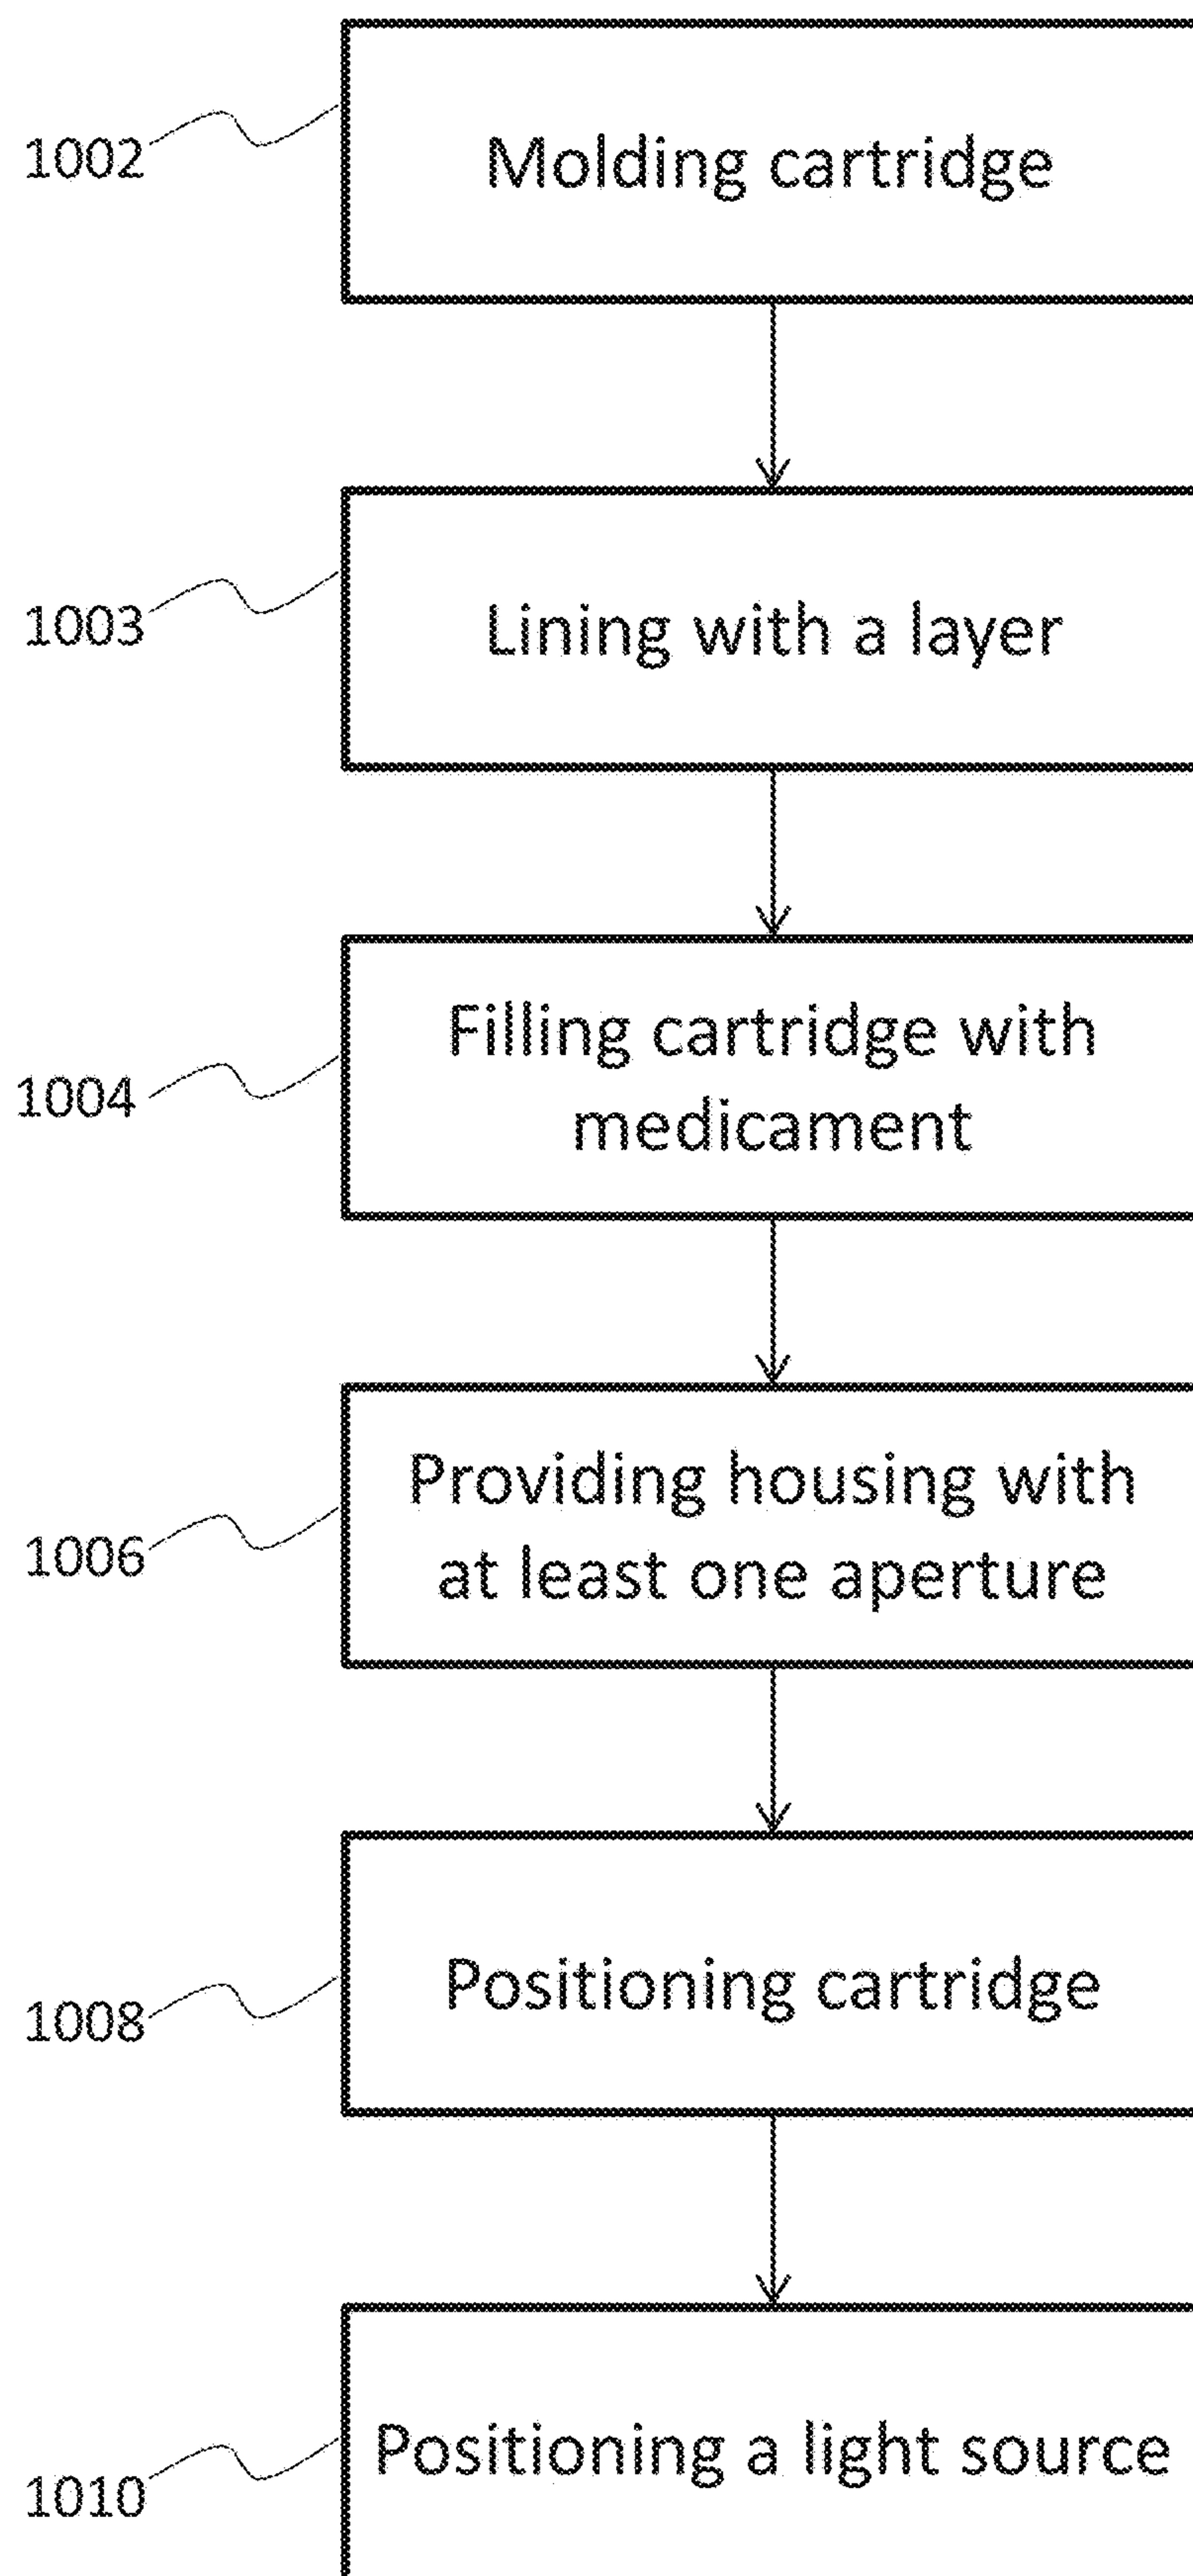 1002
Molding cartridge
1003
Lining with a layer
1004
Filling cartridge with
medicament
1006
Providing housing with
at least one aperture
1008
Positioning cartridge
1010
Positioning a light source